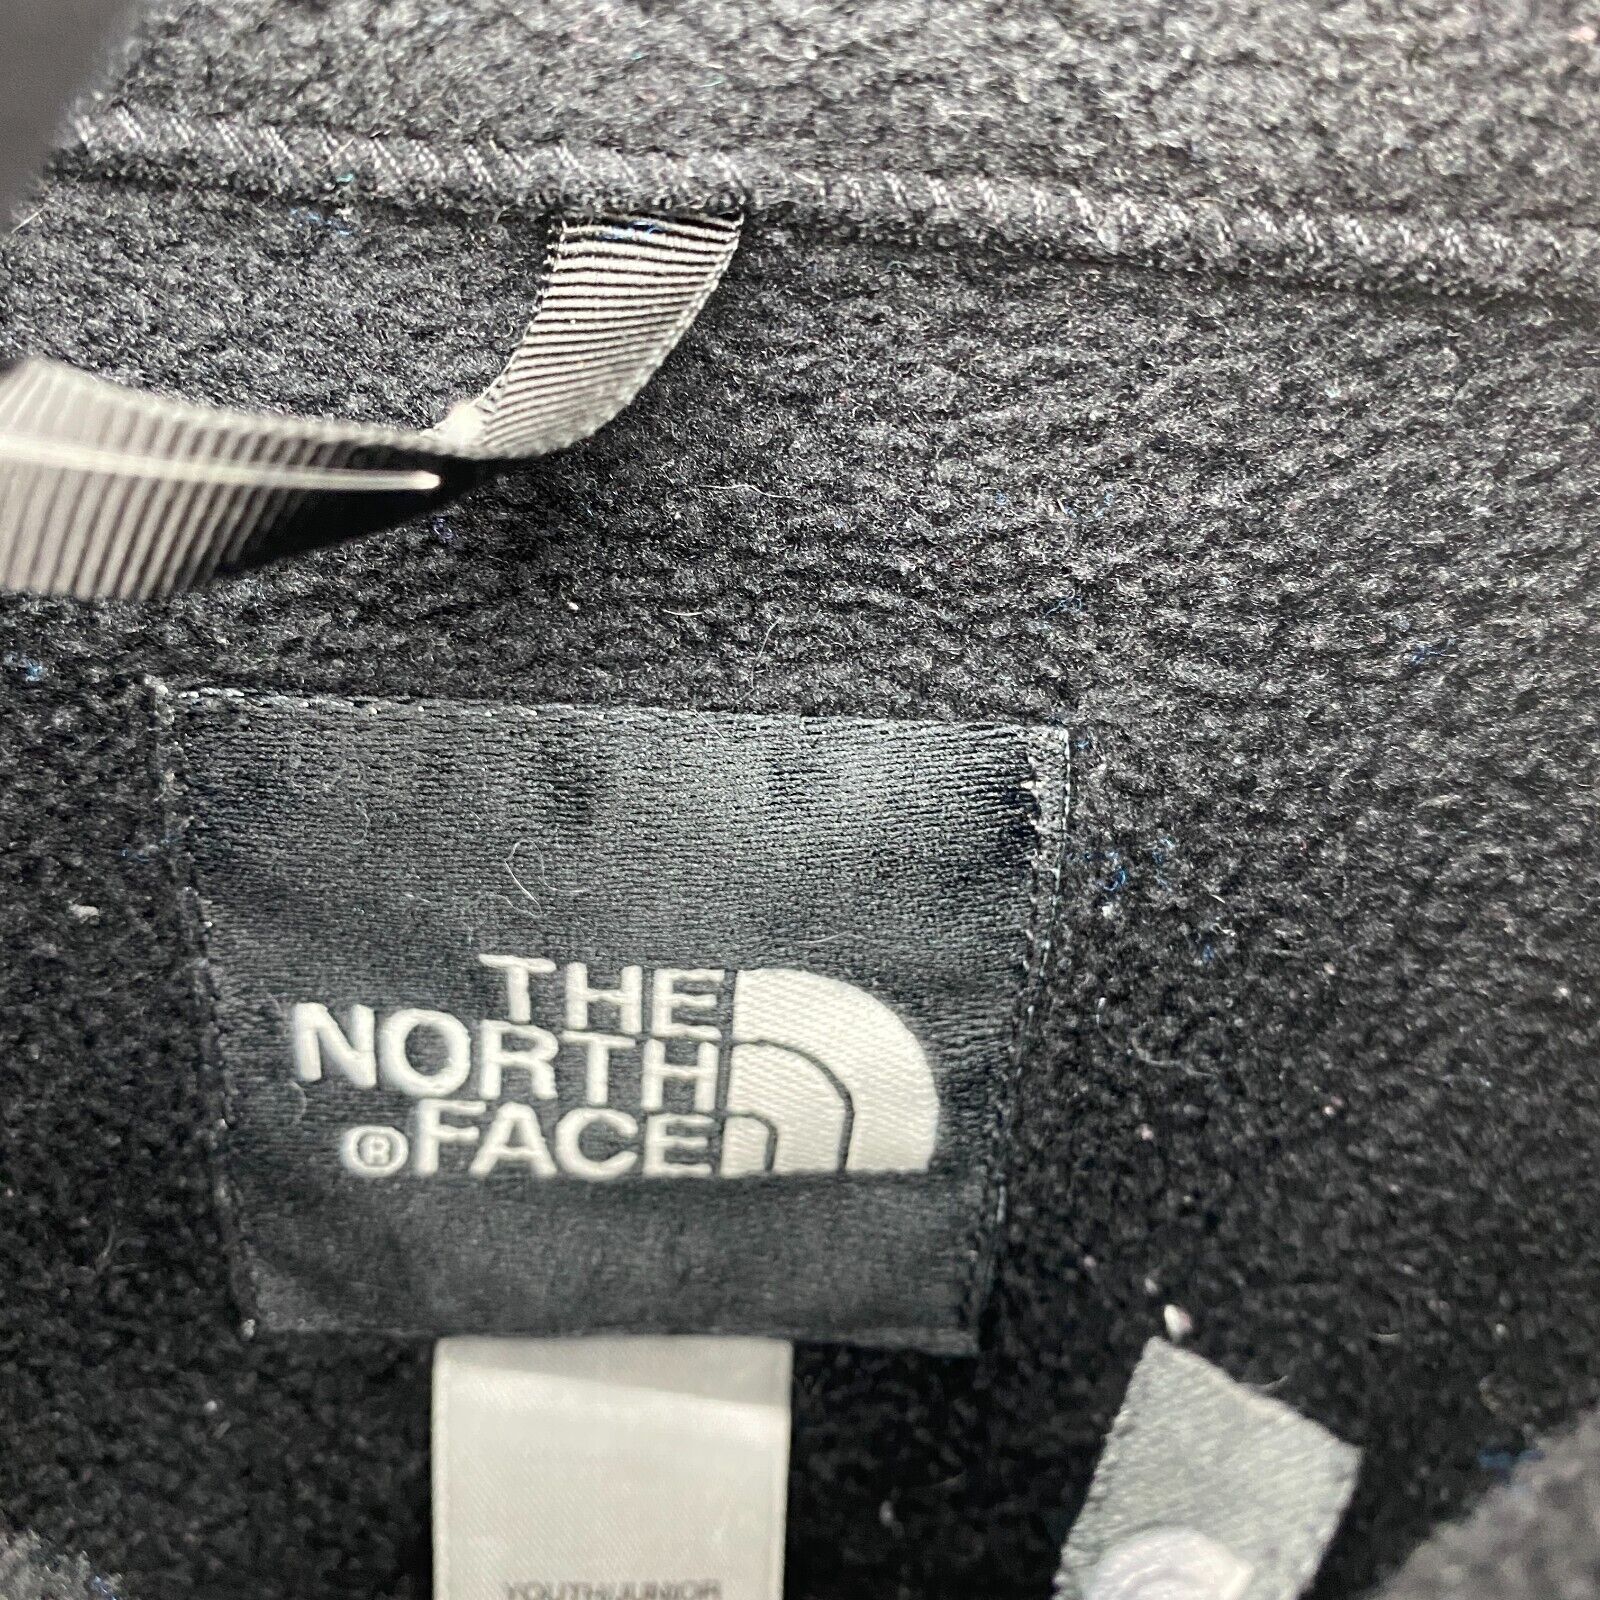 THE
NORTH
® FACE
YOUTH/JUNIOR